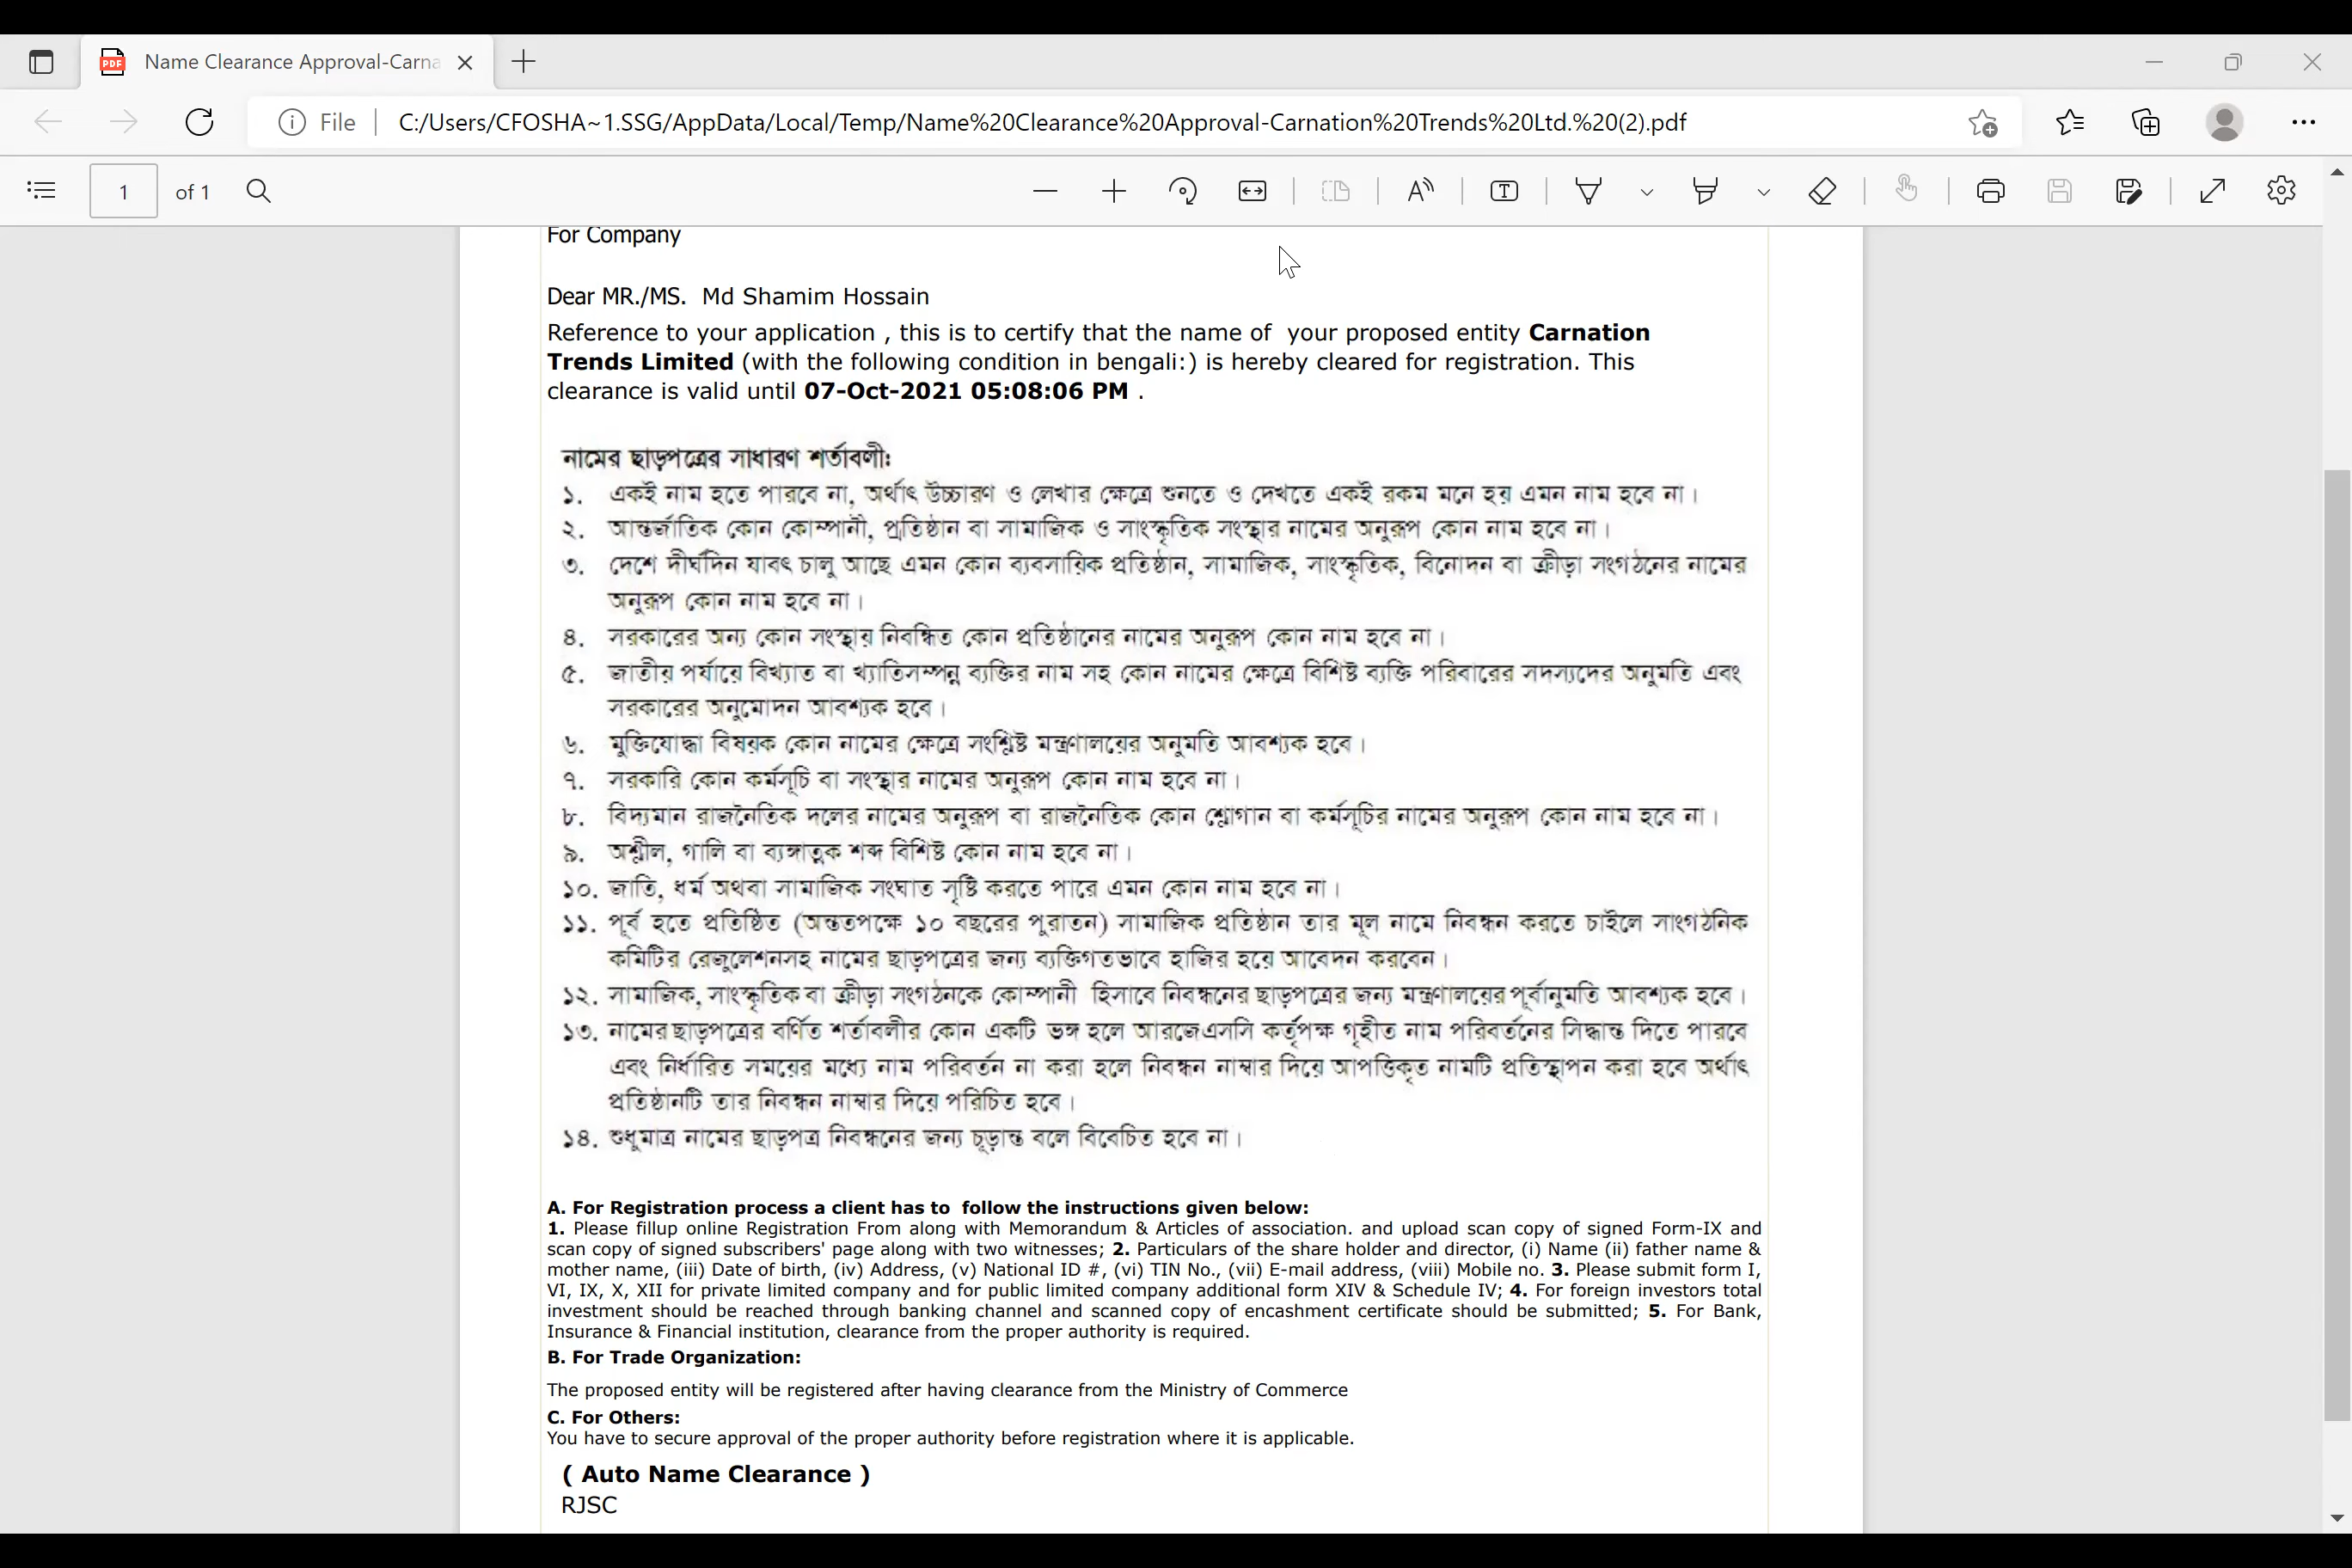 Name Clearance Approval-Carna
File
C:/Users/CFOSHA~1.SSG/AppData/Local/Temp/Name%20Clearance%20Approval-Carnation%20Trends%20Ltd.%20(2).pdf
1 of 1
For Company
Dear MR./MS. Md Shamim Hossain
Reference to your application , this is to certify that the name of your proposed entity Carnation
Trends Limited (with the following condition in bengali:) is hereby cleared for registration. This
clearance is valid until 07-Oct-2021 05:08:06 PM .
নামের ছাড়পত্রের সাধারণ শর্তাবলী:
১. একই নাম হতে পারবে না, অর্থাৎ উচ্চারণ ও লেখার ক্ষেত্রে শুনতে ও দেখতে একই রকম মনে হয় এমন নাম হবে না।
২. আন্তর্জাতিক কোন কোম্পানী, প্রতিষ্ঠান বা সামাজিক ও সাংস্কৃতিক সংস্থার নামের অনুরূপ কোন নাম হবে না।
৩. দেশে দীর্ঘদিন যাবৎ চালু আছে এমন কোন ব্যবসায়িক প্রতিষ্ঠান, সামাজিক, সাংস্কৃতিক, বিনোদন বা ক্রীড়া সংগঠনের নামের
অনুরূপ কোন নাম হবে না।
৪. সরকারের অন্য কোন সংস্থায় নিবন্ধিত কোন প্রতিষ্ঠানের নামের অনুরূপ কোন নাম হবে না।
৫. জাতীয় পর্যায়ে বিখ্যাত বা খ্যাতিসম্পন্ন ব্যক্তির নাম সহ কোন নামের ক্ষেত্রে বিশিষ্ট ব্যক্তি পরিবারের সদস্যদের অনুমতি এবং
সরকারের অনুমোদন আবশ্যক হবে।
৬. মুক্তিযোদ্ধা বিষয়ক কোন নামের ক্ষেত্রে সংশ্লিষ্ট মন্ত্রণালয়ের অনুমতি আবশ্যক হবে।
৭. সরকারি কোন কর্মসূচি বা সংস্থার নামের অনুরূপ কোন নাম হবে না।
৮. বিদ্যমান রাজনৈতিক দলের নামের অনুরূপ বা রাজনৈতিক কোন শ্লোগান বা কর্মসূচির নামের অনুরূপ কোন নাম হবে না।
৯. অশ্লীল, গালি বা ব্যঙ্গাত্নক শব্দ বিশিষ্ট কোন নাম হবে না।
১০. জাতি, ধর্ম অথবা সামাজিক সংঘাত সৃষ্টি করতে পারে এমন কোন নাম হবে না।
১১. পূর্ব হতে প্রতিষ্ঠিত (অন্ততপক্ষে ১০ বছরের পুরাতন) সামাজিক প্রতিষ্ঠান তার মূল নামে নিবন্ধন করতে চাইলে সাংগঠনিক
কমিটির রেজুলেশনসহ নামের ছাড়পত্রের জন্য ব্যক্তিগতভাবে হাজির হয়ে আবেদন করবেন।
১২. সামাজিক, সাংস্কৃতিক বা ক্রীড়া সংগঠনকে কোম্পানী হিসাবে নিবন্ধনের ছাড়পত্রের জন্য মন্ত্রণালয়ের পূর্বানুমতি আবশ্যক হবে।
১৩. নামের ছাড়পত্রের বর্ণিত শর্তাবলীর কোন একটি ভঙ্গ হলে আরজেএসসি কর্তৃপক্ষ গৃহীত নাম পরিবর্তনের সিদ্ধান্ত দিতে পারবে
এবং নির্ধারিত সময়ের মধ্যে নাম পরিবর্তন না করা হলে নিবন্ধন নাম্বার দিয়ে আপত্তিকৃত নামটি প্রতিস্থাপন করা হবে অর্থাৎ
প্রতিষ্ঠানটি তার নিবন্ধন নাম্বার দিয়ে পরিচিত হবে।
১৪. শুধুমাত্র নামের ছাড়পত্র নিবন্ধনের জন্য চূড়ান্ত বলে বিবেচিত হবে না।
A. For Registration process a client has to follow the instructions given below:
1. Please fillup online Registration From along with Memorandum & Articles of association. and upload scan copy of signed Form-IX and
scan copy of signed subscribers' page along with two witnesses; 2. Particulars of the share holder and director, (i) Name (ii) father name &
mother name, (iii) Date of birth, (iv) Address, (v) National ID #, (vi) TIN No., (vii) E-mail address, (viii) Mobile no. 3. Please submit form I,
VI, IX, X, XII for private limited company and for public limited company additional form XIV & Schedule IV; 4. For foreign investors total
investment should be reached through banking channel and scanned copy of encashment certificate should be submitted; 5. For Bank,
Insurance & Financial institution, clearance from the proper authority is required.
B. For Trade Organization:
The proposed entity will be registered after having clearance from the Ministry of Commerce
C. For Others:
You have to secure approval of the proper authority before registration where it is applicable.
( Auto Name Clearance )
RJSC